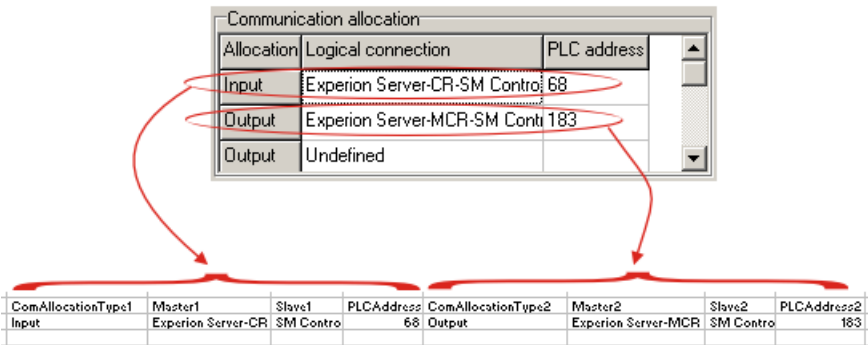 Communication allocation
Allocation Logical connection PLC address
Input Experion Server-CR-SM Contro 68
Output Experion Server-MCR-SM Cont 183
Output Undefined
ComAllocationType1 Master1 Slave1 PLCAddress ComAllocationType2 Master2 Slave2 PLCAddress2
Input Experion Server-CR SM Contro 68 Output Experion Server-MCR SM Contro 183